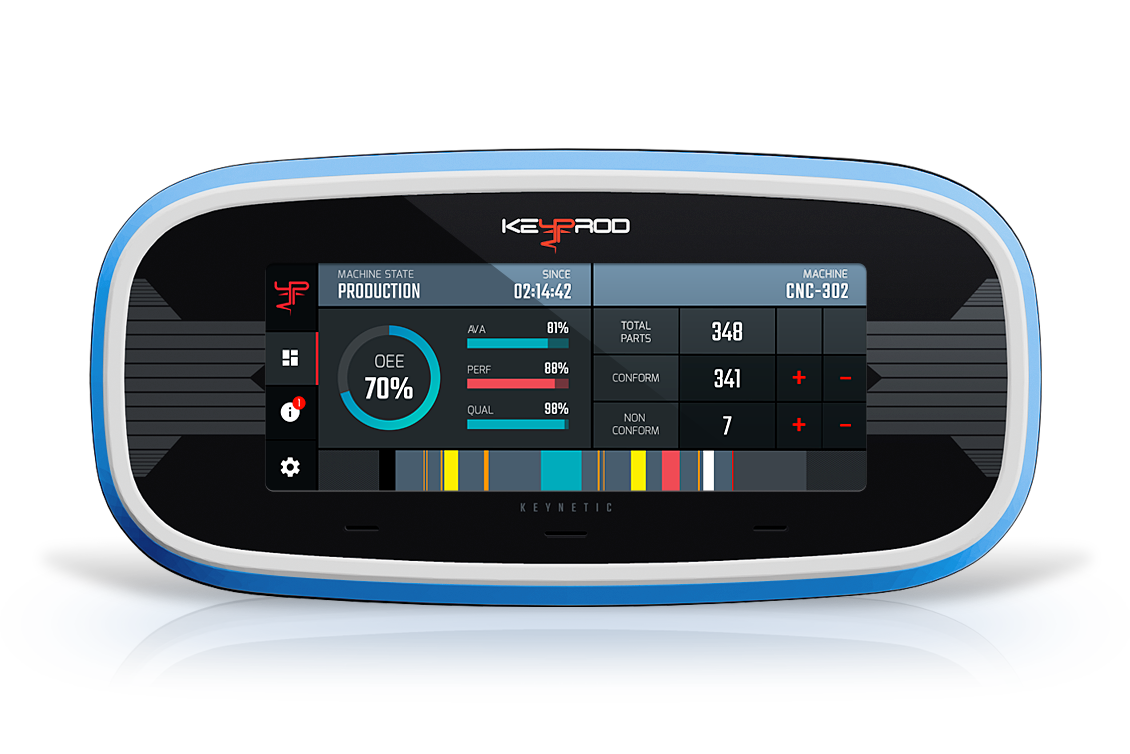 KEYPROD
MACHINE STATE
PRODUCTION
SINCE
02:14:42
MACHINE
CNC-302
OEE
70%
AVA 81%
PERF 88%
QUAL 98%
TOTAL
PARTS
348
CONFORM
341
+ −
NON
CONFORM
7
+ −
1
i
KEYNETIC